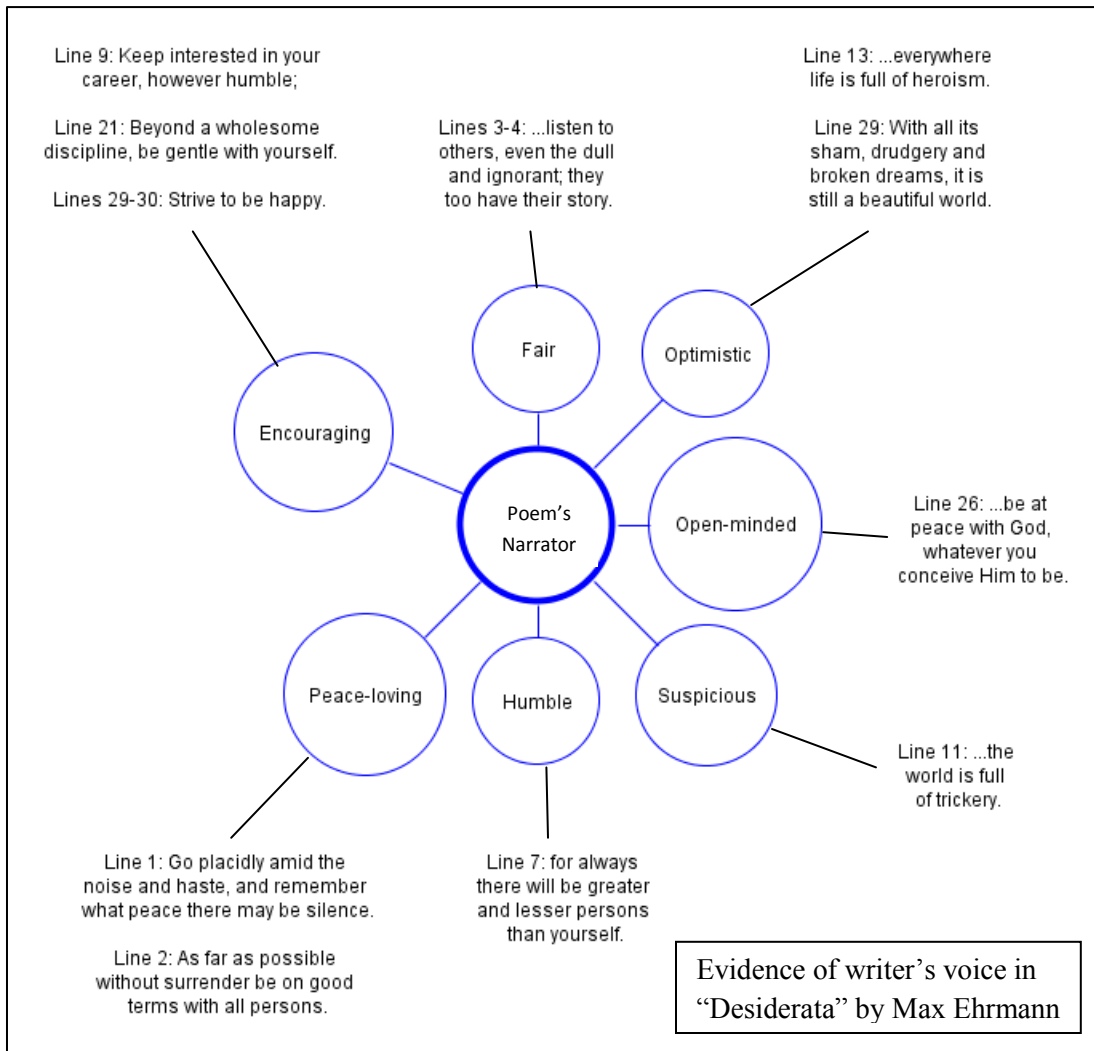 Line 9: Keep interested in your
career, however humble;
Line 21: Beyond a wholesome
discipline, be gentle with yourself.
Lines 29-30: Strive to be happy.
Lines 3-4: ...listen to
others, even the dull
and ignorant; they
too have their story.
Line 13: ...everywhere
life is full of heroism.
Line 29: With all its
sham, drudgery and
broken dreams, it is
still a beautiful world.
Fair
Optimistic
Encouraging
Poem's
Narrator
Open-minded
Line 26: ...be at
peace with God,
whatever you
conceive Him to be.
Peace-loving
Humble
Suspicious
Line 11: ...the
world is full
of trickery.
Line 1: Go placidly amid the
noise and haste, and remember
what peace there may be silence.
Line 2: As far as possible
without surrender be on good
terms with all persons.
Line 7: for always
there will be greater
and lesser persons
than yourself.
Evidence of writer's voice in
“Desiderata” by Max Ehrmann